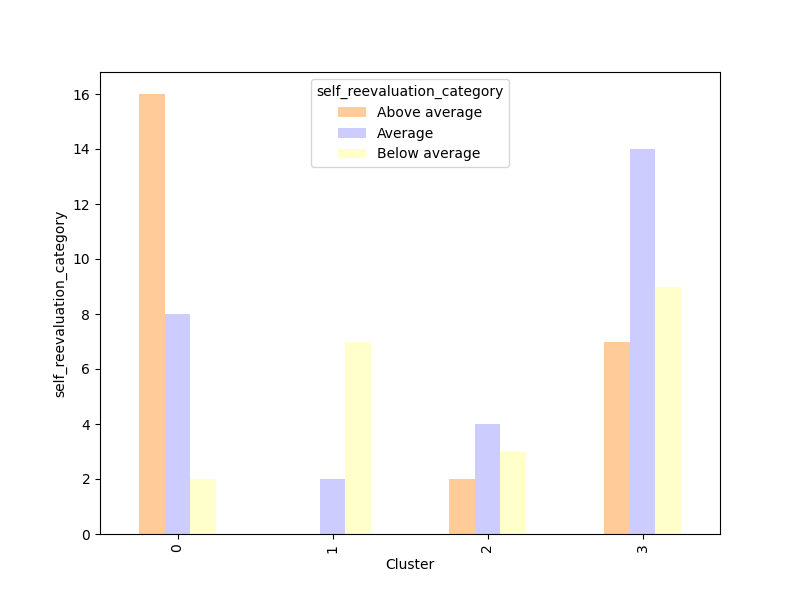 self_reevaluation_category
Above average
Average
Below average
16
14
12
10
8
6
4
2
0
self_reevaluation_category
0
1
2
3
Cluster